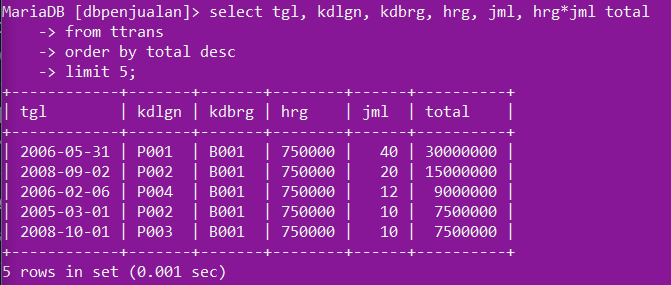 MariaDB [dbpenjualan]> select tgl, kdlgn, kdbrg, hrg, jml, hrg*jml total
    -> from ttrans
    -> order by total desc
    -> limit 5;
+------------+-------+-------+--------+------+----------+
| tgl        | kdlgn | kdbrg | hrg    | jml  | total    |
+------------+-------+-------+--------+------+----------+
| 2006-05-31 | P001  | B001  | 750000 |   40 | 30000000 |
| 2008-09-02 | P002  | B001  | 750000 |   20 | 15000000 |
| 2006-02-06 | P004  | B001  | 750000 |   12 |  9000000 |
| 2005-03-01 | P002  | B001  | 750000 |   10 |  7500000 |
| 2008-10-01 | P003  | B001  | 750000 |   10 |  7500000 |
+------------+-------+-------+--------+------+----------+
5 rows in set (0.001 sec)